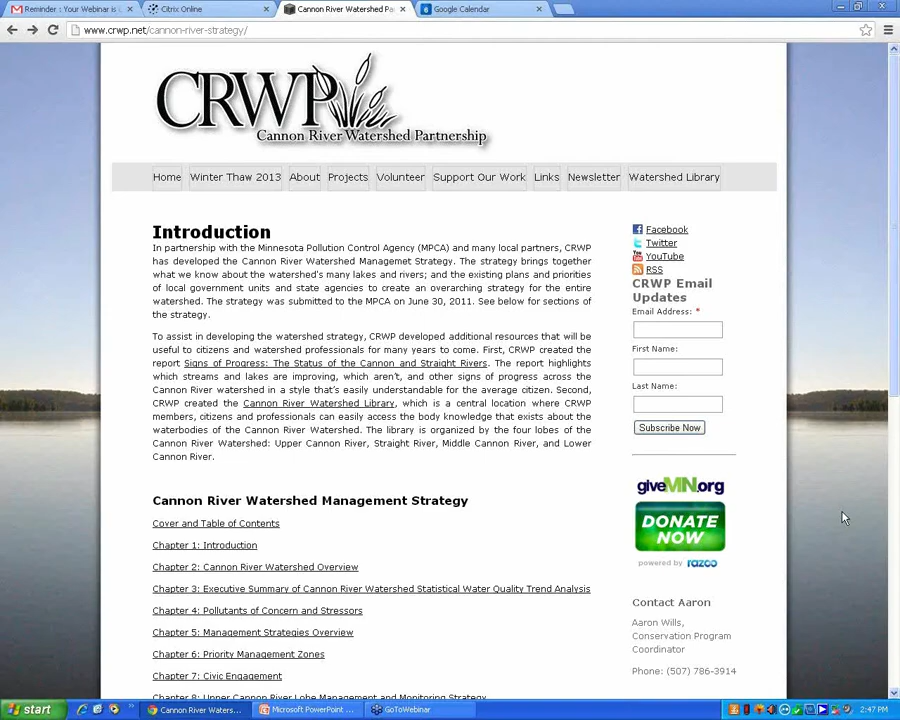 Reminder : Your Webinar is
Citrix Online
Cannon River Watershed Pa
Google Calendar
www.crwp.net/cannon-river-strategy/
CRWP
Cannon River Watershed Partnership
Home Winter Thaw 2013 About Projects Volunteer Support Our Work Links Newsletter Watershed Library
Introduction
In partnership with the Minnesota Pollution Control Agency (MPCA) and many local partners, CRWP
has developed the Cannon River Watershed Managemet Strategy. The strategy brings together
what we know about the watershed's many lakes and rivers; and the existing plans and priorities
of local government units and state agencies to create an overarching strategy for the entire
watershed. The strategy was submitted to the MPCA on June 30, 2011. See below for sections of
the strategy.
To assist in developing the watershed strategy, CRWP developed additional resources that will be
useful to citizens and watershed professionals for many years to come. First, CRWP created the
report Signs of Progress: The Status of the Cannon and Straight Rivers. The report highlights
which streams and lakes are improving, which aren't, and other signs of progress across the
Cannon River watershed in a style that's easily understandable for the average citizen. Second,
CRWP created the Cannon River Watershed Library, which is a central location where CRWP
members, citizens and professionals can easily access the body knowledge that exists about the
waterbodies of the Cannon River Watershed. The library is organized by the four lobes of the
Cannon River Watershed: Upper Cannon River, Straight River, Middle Cannon River, and Lower
Cannon River.
Cannon River Watershed Management Strategy
Cover and Table of Contents
Chapter 1: Introduction
Chapter 2: Cannon River Watershed Overview
Chapter 3: Executive Summary of Cannon River Watershed Statistical Water Quality Trend Analysis
Chapter 4: Pollutants of Concern and Stressors
Chapter 5: Management Strategies Overview
Chapter 6: Priority Management Zones
Chapter 7: Civic Engagement
Chapter 8: Upper Cannon River Lobe Management and Monitoring Strategy
Facebook
Twitter
YouTube
RSS
CRWP Email
Updates
Email Address: *
First Name:
Last Name:
Subscribe Now
giveMN.org
DONATE
NOW
powered by razoo
Contact Aaron
Aaron Wills,
Conservation Program
Coordinator
Phone: (507) 786-3914
start
Cannon River Waters...
Microsoft PowerPoint ...
GoToWebinar
2:47 PM